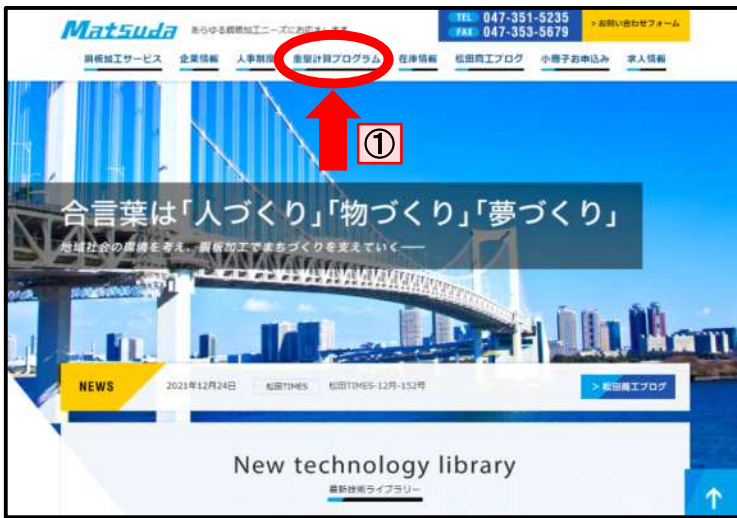 Matsuda
あらゆる鋼板加工ニーズにお応えします
TEL 047-351-5235
FAX 047-353-5679
> お問い合わせフォーム
鋼板加工サービス 企業情報 人事制度 重量計算プログラム 在庫情報 松田商工ブログ 小冊子お申込み 求人情報
①
合言葉は「人づくり」「物づくり」「夢づくり」
地域社会の環境を考え、鋼板加工でまちづくりを支えていく――
NEWS 2021年12月24日 松田TIMES 松田TIMES-12月-152号 > 松田商工ブログ
New technology library
最新技術ライブラリー